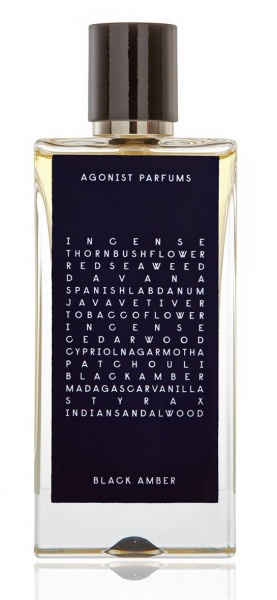 AGONIST PARFUMS
INCENSE
THORNBUSHFLOWER
REDSEAWEED
DAVANA
SPANISHLABDANUM
JAVAVETIVER
TOBACCOFLOWER
INCENSE
CEDARWOOD
CYPRIOLNAGARMOTHA
PATCHOULI
BLACKAMBER
MADAGASCARVANILLA
STYRAX
INDIANSANDALWOOD
BLACK AMBER